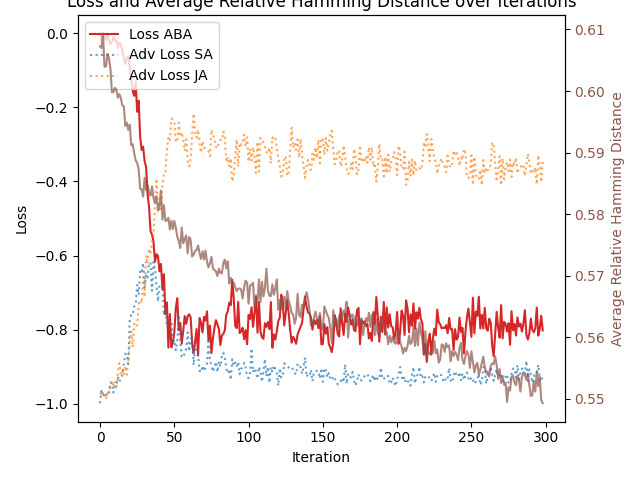 Loss and Average Relative Hamming Distance over Iterations
Loss ABA
Adv Loss SA
Adv Loss JA
0.0
−0.2
−0.4
−0.6
−0.8
−1.0
Loss
0
50
100
150
200
250
300
Iteration
0.61
0.60
0.59
0.58
0.57
0.56
0.55
Average Relative Hamming Distance